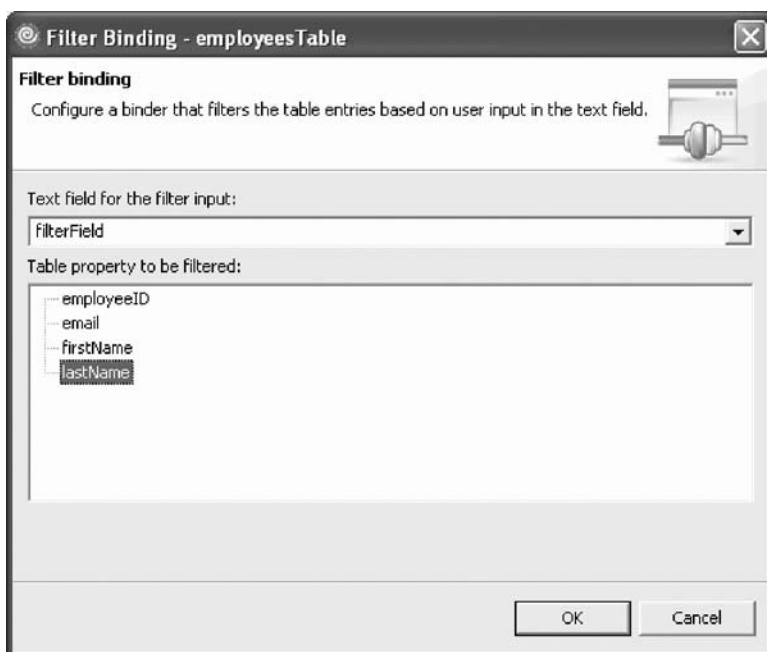 Filter Binding - employeesTable
Filter binding
Configure a binder that filters the table entries based on user input in the text field.
Text field for the filter input:
filterField
Table property to be filtered:
employeeID
email
firstName
lastName
OK
Cancel